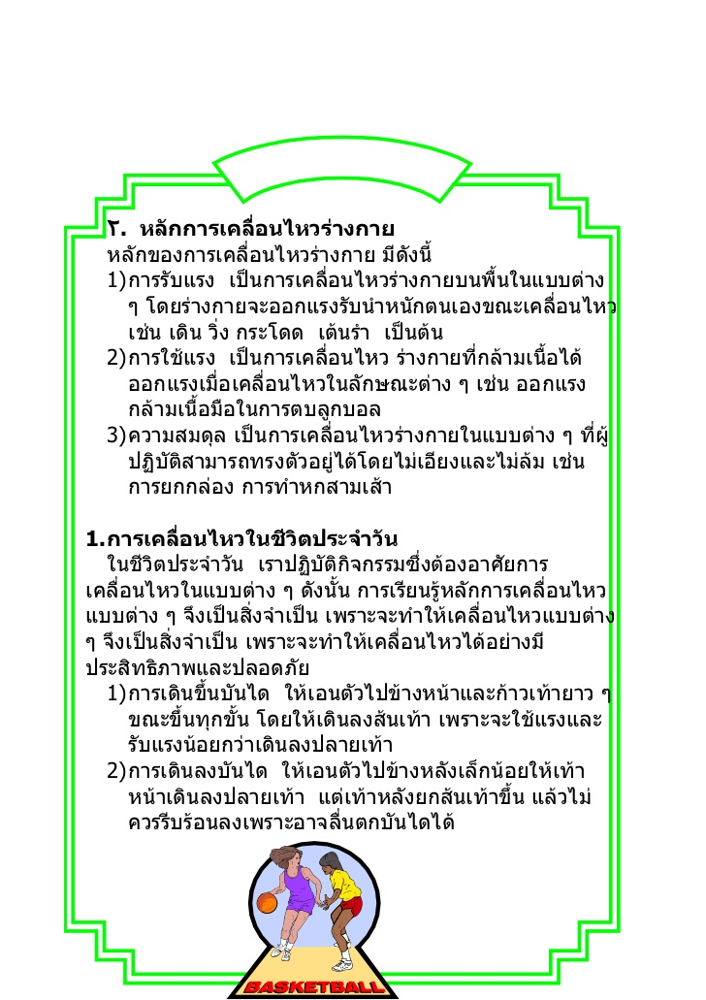 ๒. หลักการเคลื่อนไหวร่างกาย
หลักของการเคลื่อนไหวร่างกาย มีดังนี้
1)การรับแรง เป็นการเคลื่อนไหวร่างกายบนพื้นในแบบต่าง
ๆ โดยร่างกายจะออกแรงรับนำหนักตนเองขณะเคลื่อนไหว
เช่น เดิน วิ่ง กระโดด เต้นรำ เป็นต้น
2)การใช้แรง เป็นการเคลื่อนไหว ร่างกายที่กล้ามเนื้อได้
ออกแรงเมื่อเคลื่อนไหวในลักษณะต่าง ๆ เช่น ออกแรง
กล้ามเนื้อมือในการตบลูกบอล
3)ความสมดุล เป็นการเคลื่อนไหวร่างกายในแบบต่าง ๆ ที่ผู้
ปฏิบัติสามารถทรงตัวอยู่ได้โดยไม่เอียงและไม่ล้ม เช่น
การยกกล่อง การทำหกสามเส้า
1.การเคลื่อนไหวในชีวิตประจำวัน
ในชีวิตประจำวัน เราปฏิบัติกิจกรรมซึ่งต้องอาศัยการ
เคลื่อนไหวในแบบต่าง ๆ ดังนั้น การเรียนรู้หลักการเคลื่อนไหว
แบบต่าง ๆ จึงเป็นสิ่งจำเป็น เพราะจะทำให้เคลื่อนไหวแบบต่าง
ๆ จึงเป็นสิ่งจำเป็น เพราะจะทำให้เคลื่อนไหวได้อย่างมี
ประสิทธิภาพและปลอดภัย
1)การเดินขึ้นบันได ให้เอนตัวไปข้างหน้าและก้าวเท้ายาว ๆ
ขณะขึ้นทุกขั้น โดยให้เดินลงส้นเท้า เพราะจะใช้แรงและ
รับแรงน้อยกว่าเดินลงปลายเท้า
2)การเดินลงบันได ให้เอนตัวไปข้างหลังเล็กน้อยให้เท้า
หน้าเดินลงปลายเท้า แต่เท้าหลังยกส้นเท้าขึ้น แล้วไม่
ควรรีบร้อนลงเพราะอาจลื่นตกบันไดได้
BASKETBALL